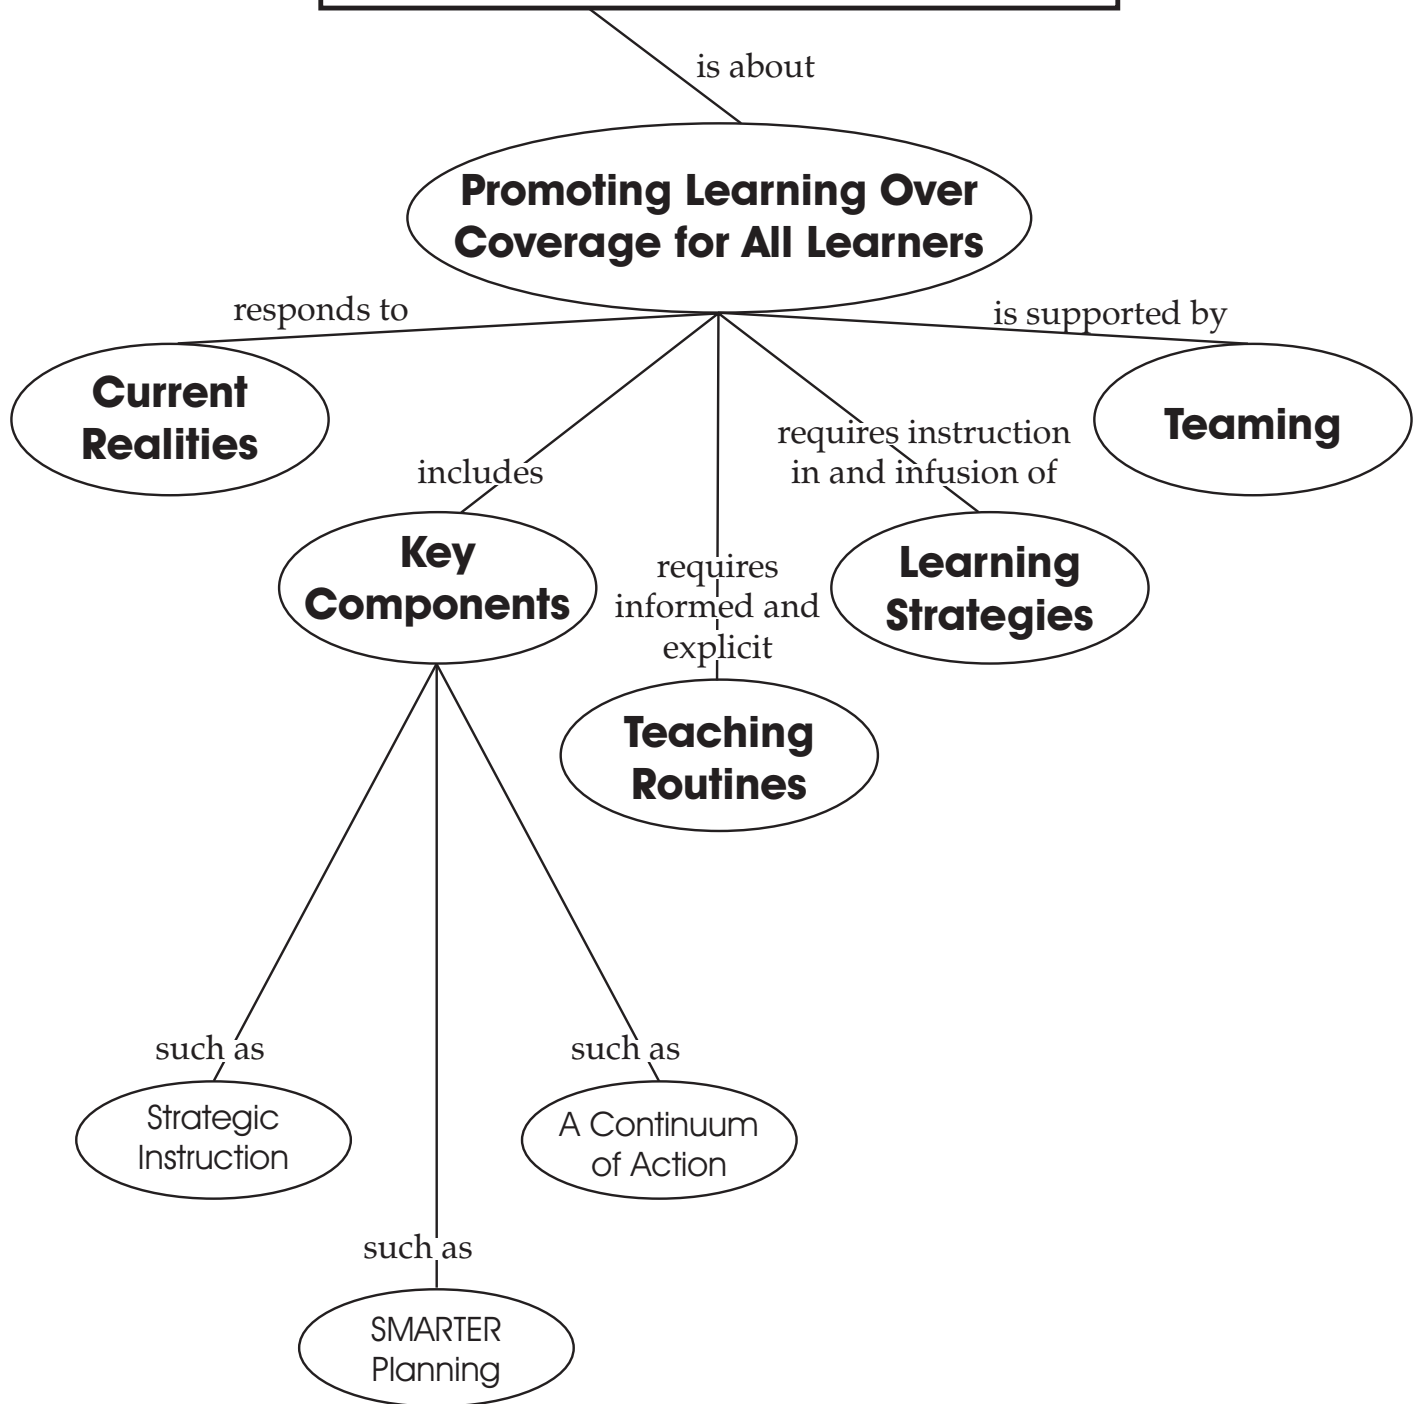 is about
Promoting Learning Over
Coverage for All Learners
responds to
is supported by
Current
Realities
Teaming
requires instruction
in and infusion of
includes
Key
Components
Learning
Strategies
requires
informed and
explicit
Teaching
Routines
such as
such as
Strategic
Instruction
A Continuum
of Action
such as
SMARTER
Planning